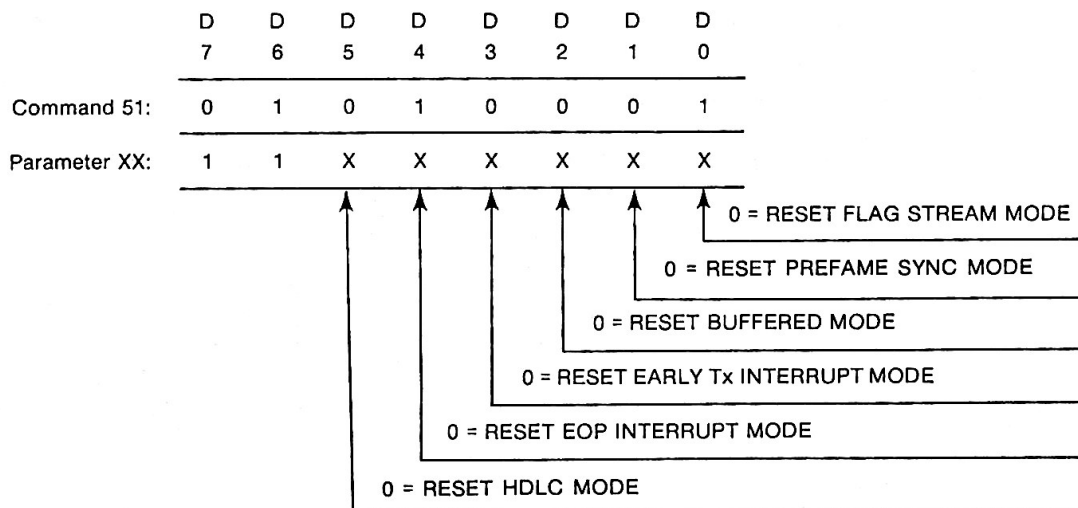 D D D D D D D D
7 6 5 4 3 2 1 0
Command 51: 0 1 0 1 0 0 0 1
Parameter XX: 1 1 X X X X X X
0 = RESET FLAG STREAM MODE
0 = RESET PREFAME SYNC MODE
0 = RESET BUFFERED MODE
0 = RESET EARLY Tx INTERRUPT MODE
0 = RESET EOP INTERRUPT MODE
0 = RESET HDLC MODE